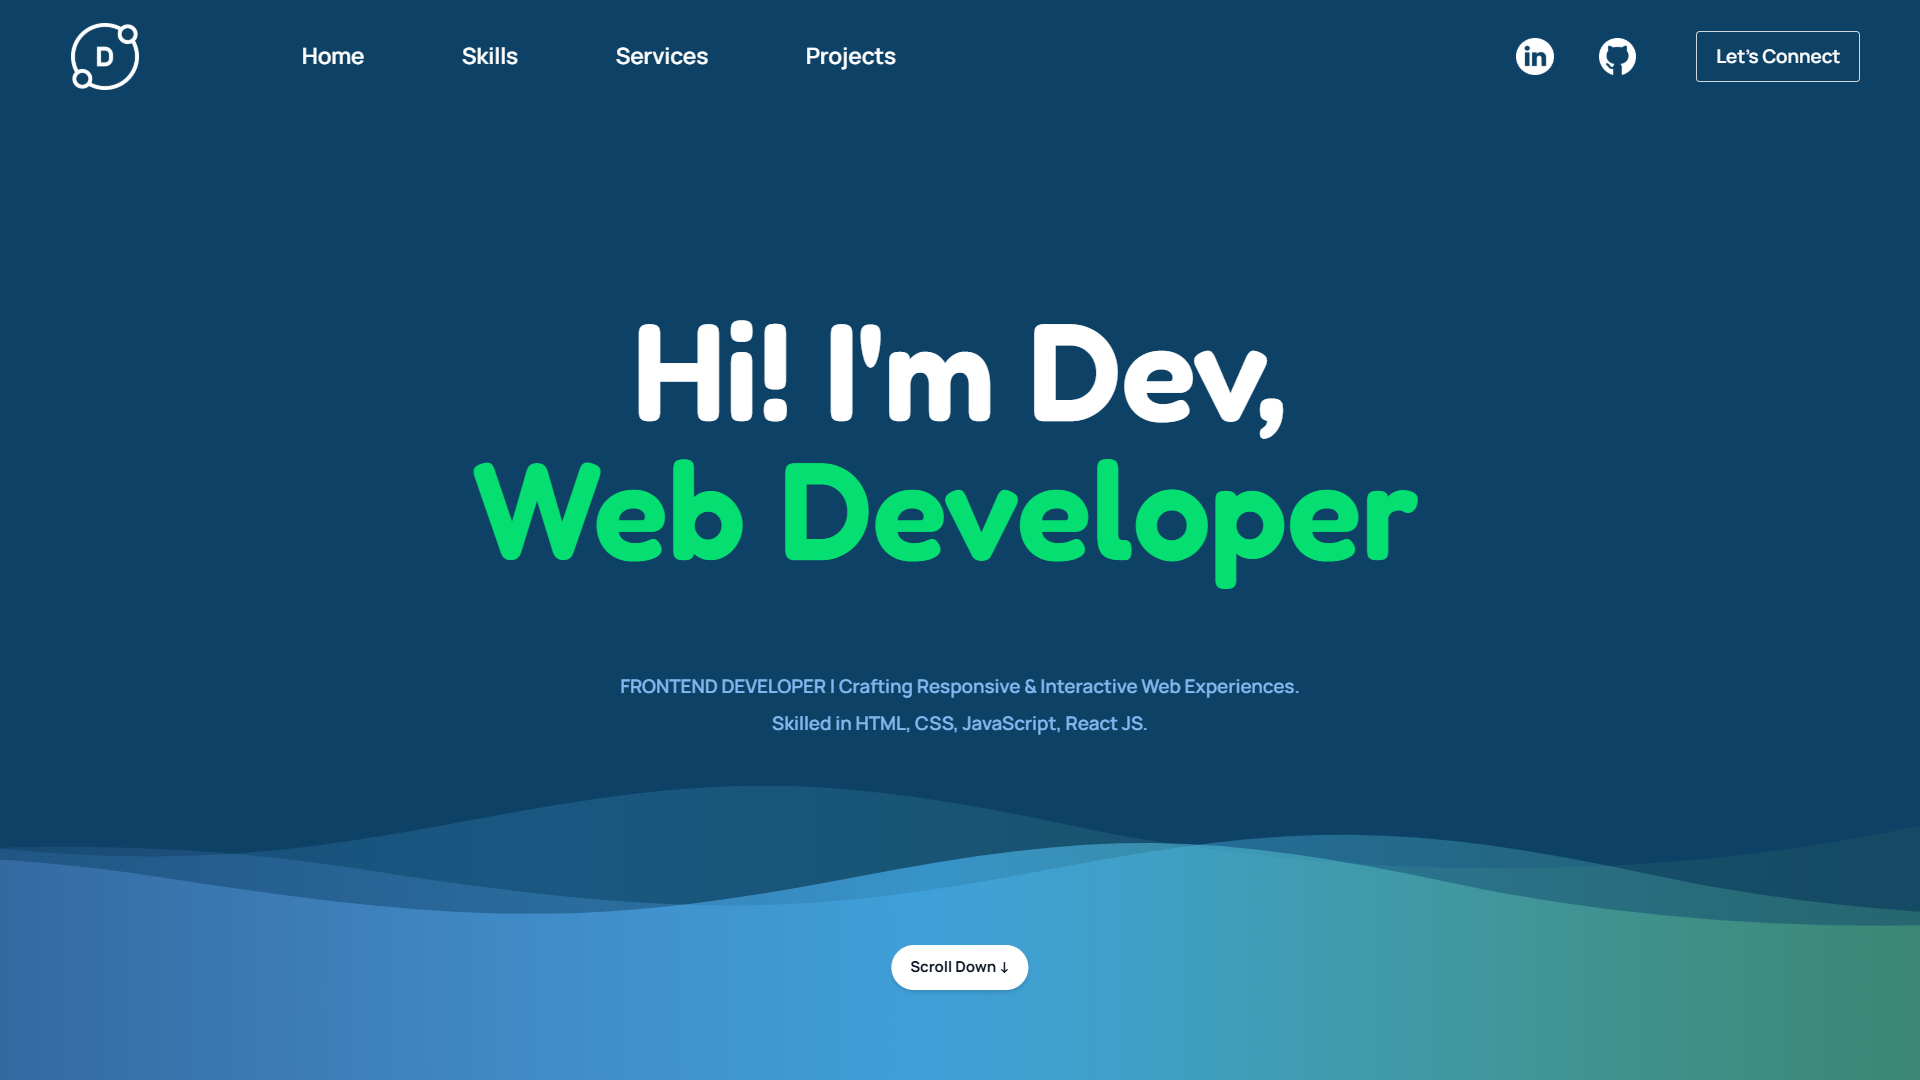 D
Home
Skills
Services
Projects
in
Let's Connect
Hi! I'm Dev,
Web Developer
FRONTEND DEVELOPER | Crafting Responsive & Interactive Web Experiences.
Skilled in HTML, CSS, JavaScript, React JS.
Scroll Down ↓